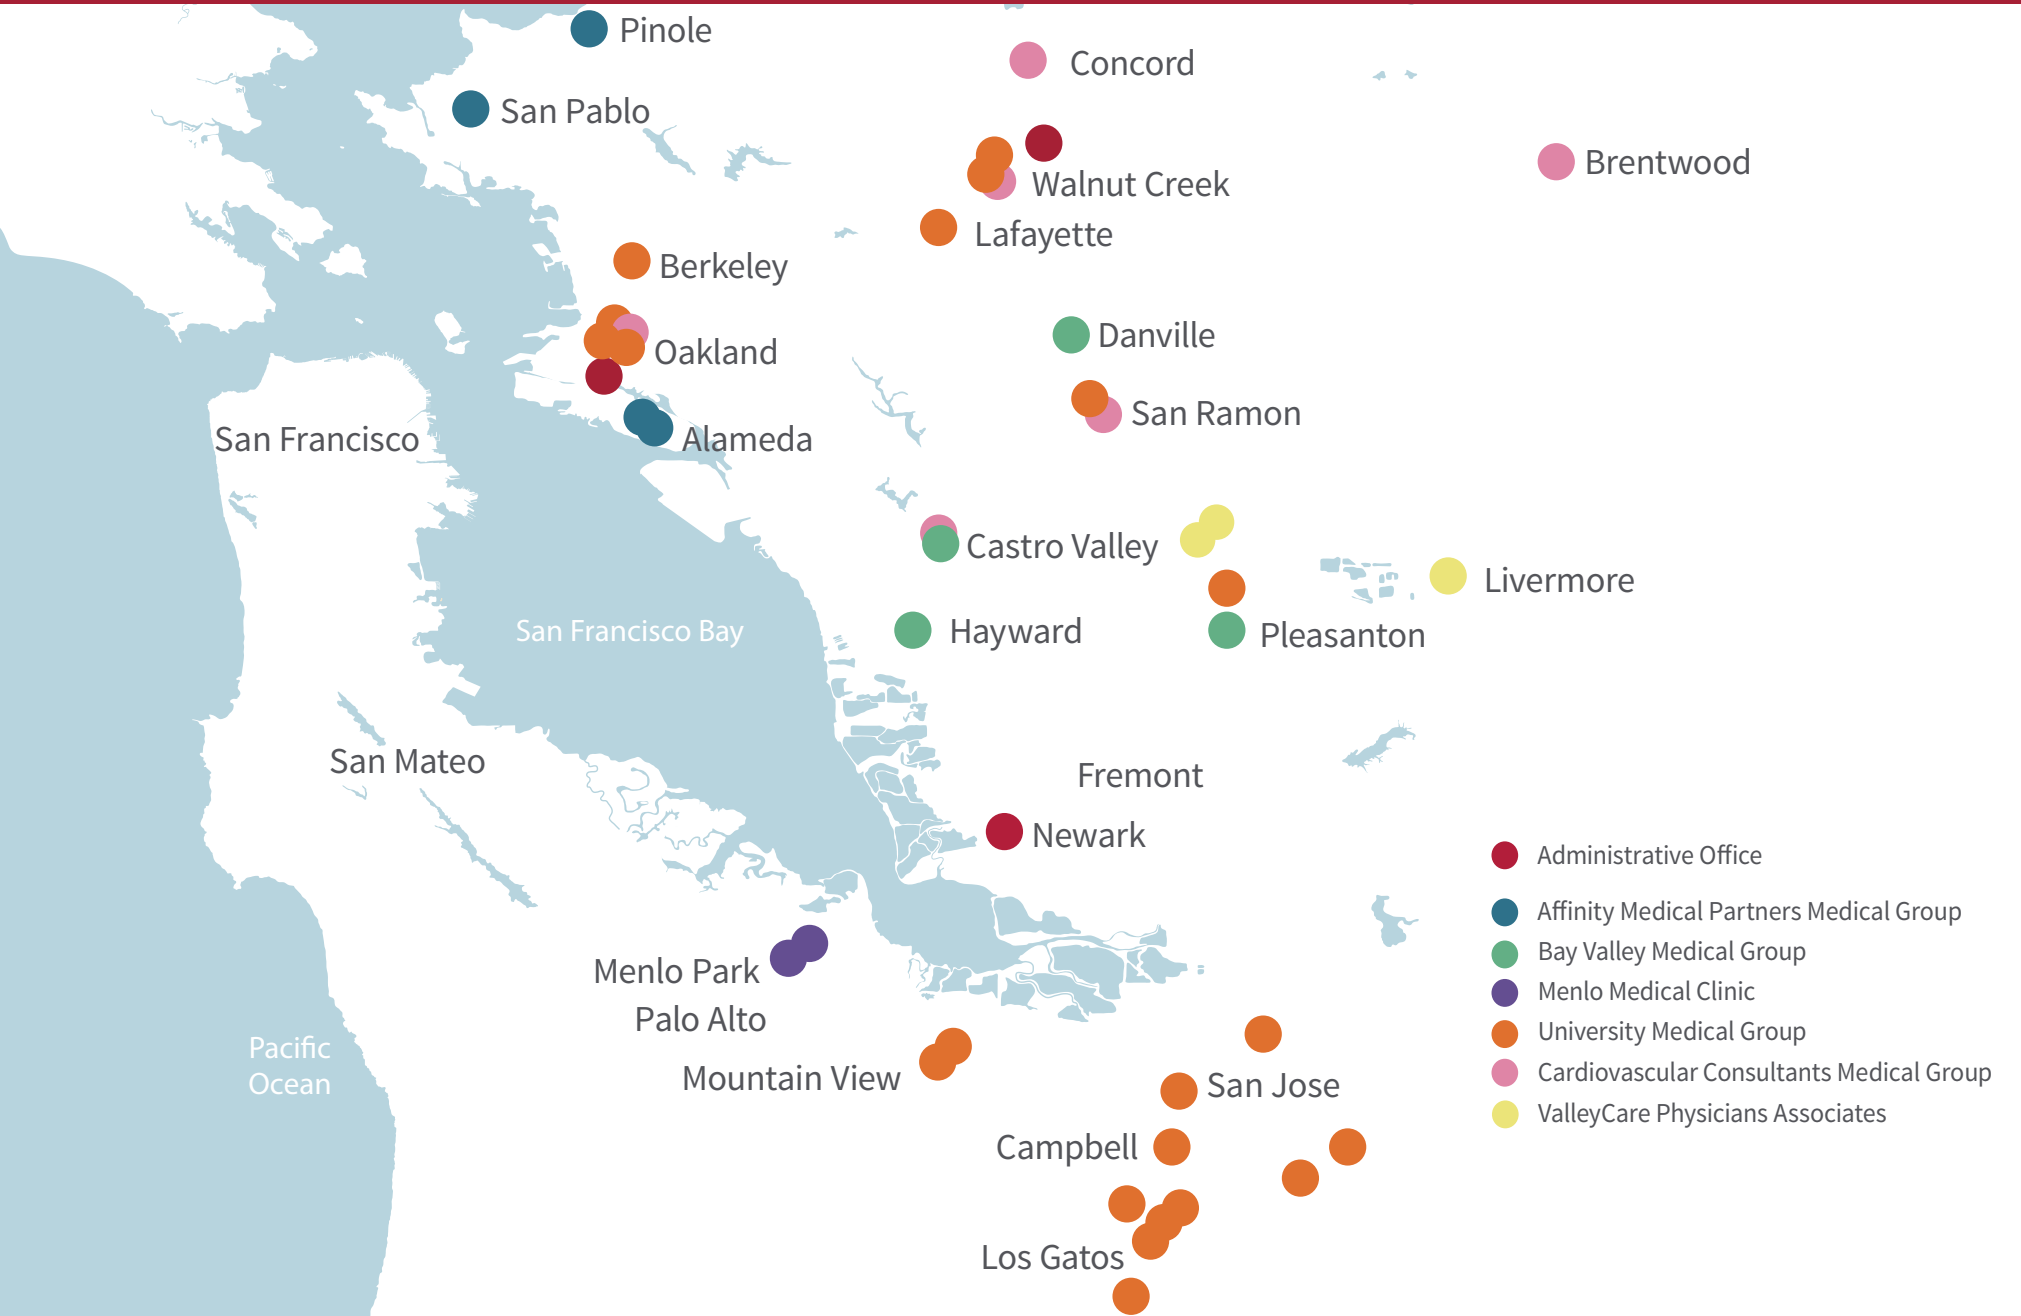 Pinole
Concord
San Pablo
Brentwood
Walnut Creek
Lafayette
Berkeley
Danville
Oakland
San Ramon
San Francisco
Alameda
Castro Valley
Livermore
San Francisco Bay
Hayward
Pleasanton
San Mateo
Fremont
Newark
Administrative Office
Affinity Medical Partners Medical Group
Bay Valley Medical Group
Menlo Medical Clinic
University Medical Group
Cardiovascular Consultants Medical Group
ValleyCare Physicians Associates
Menlo Park
Palo Alto
Pacific
Ocean
Mountain View
San Jose
Campbell
Los Gatos